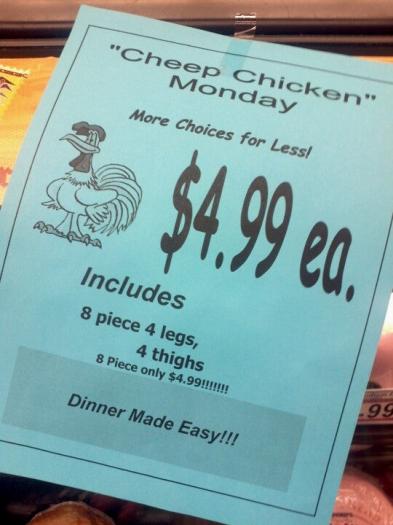 "Cheep Chicken"
Monday
More Choices for Less!
$4.99 ea.
Includes
8 piece 4 legs,
4 thighs
8 Piece only $4.99!!!!!!!
Dinner Made Easy!!!
.99